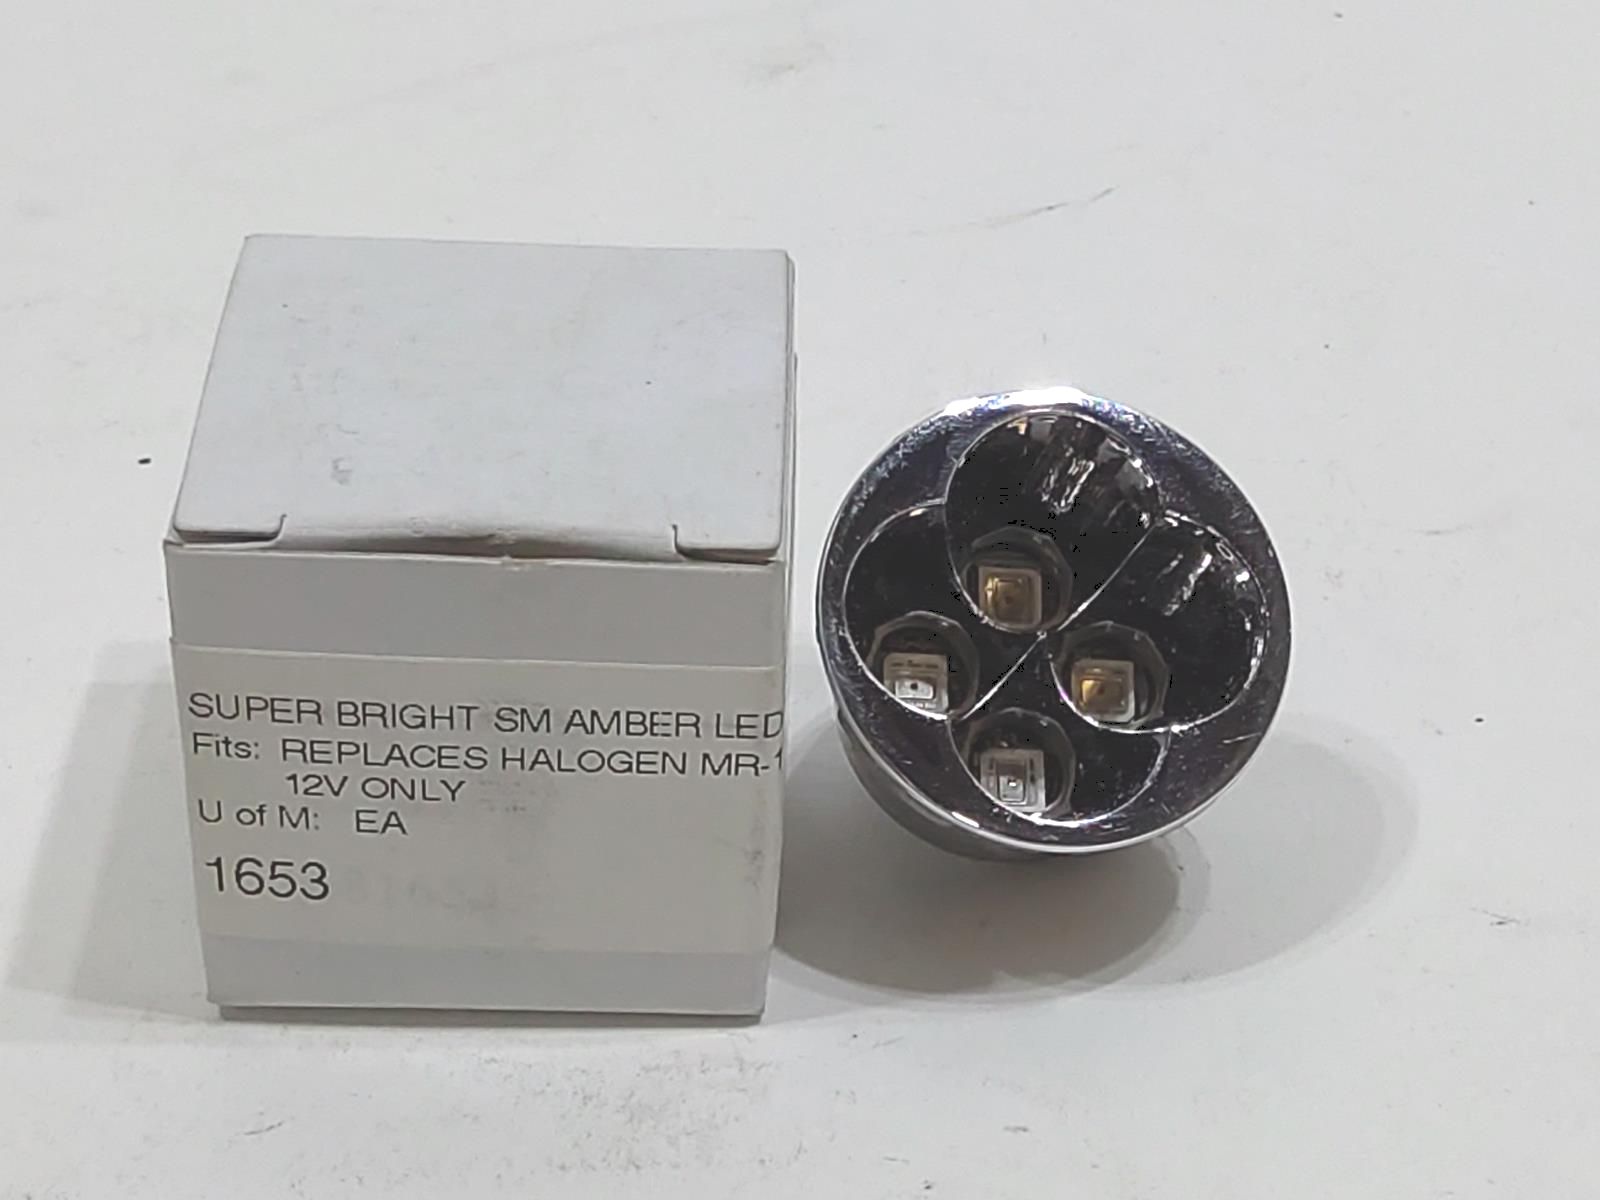 SUPER BRIGHT SM AMBER LED
Fits: REPLACES HALOGEN MR-1
12V ONLY
U of M: EA
1653